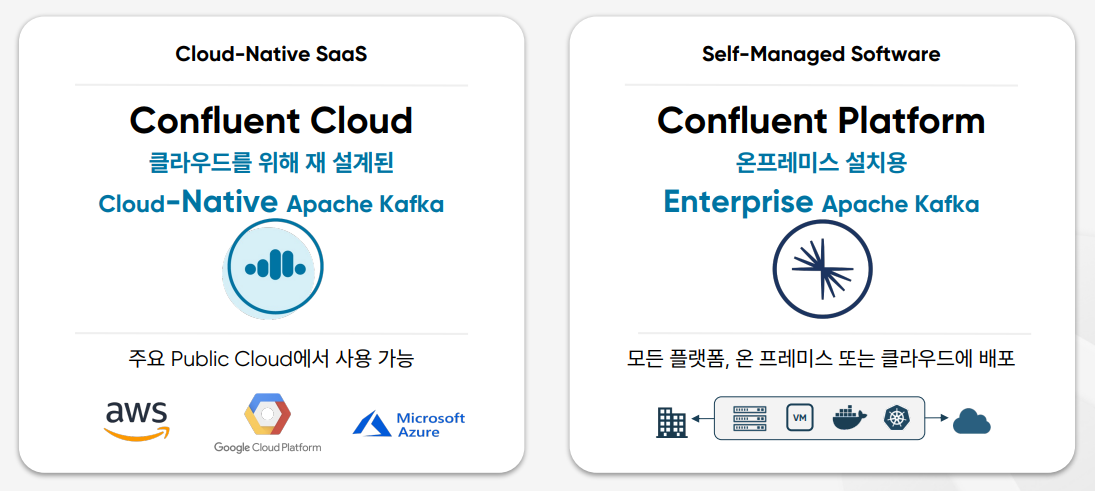 Cloud-Native SaaS
Confluent Cloud
클라우드를 위해 재 설계된
Cloud-Native Apache Kafka
주요 Public Cloud에서 사용 가능
aws
Google Cloud Platform
Microsoft
Azure
Self-Managed Software
Confluent Platform
온프레미스 설치용
Enterprise Apache Kafka
모든 플랫폼, 온 프레미스 또는 클라우드에 배포
VM